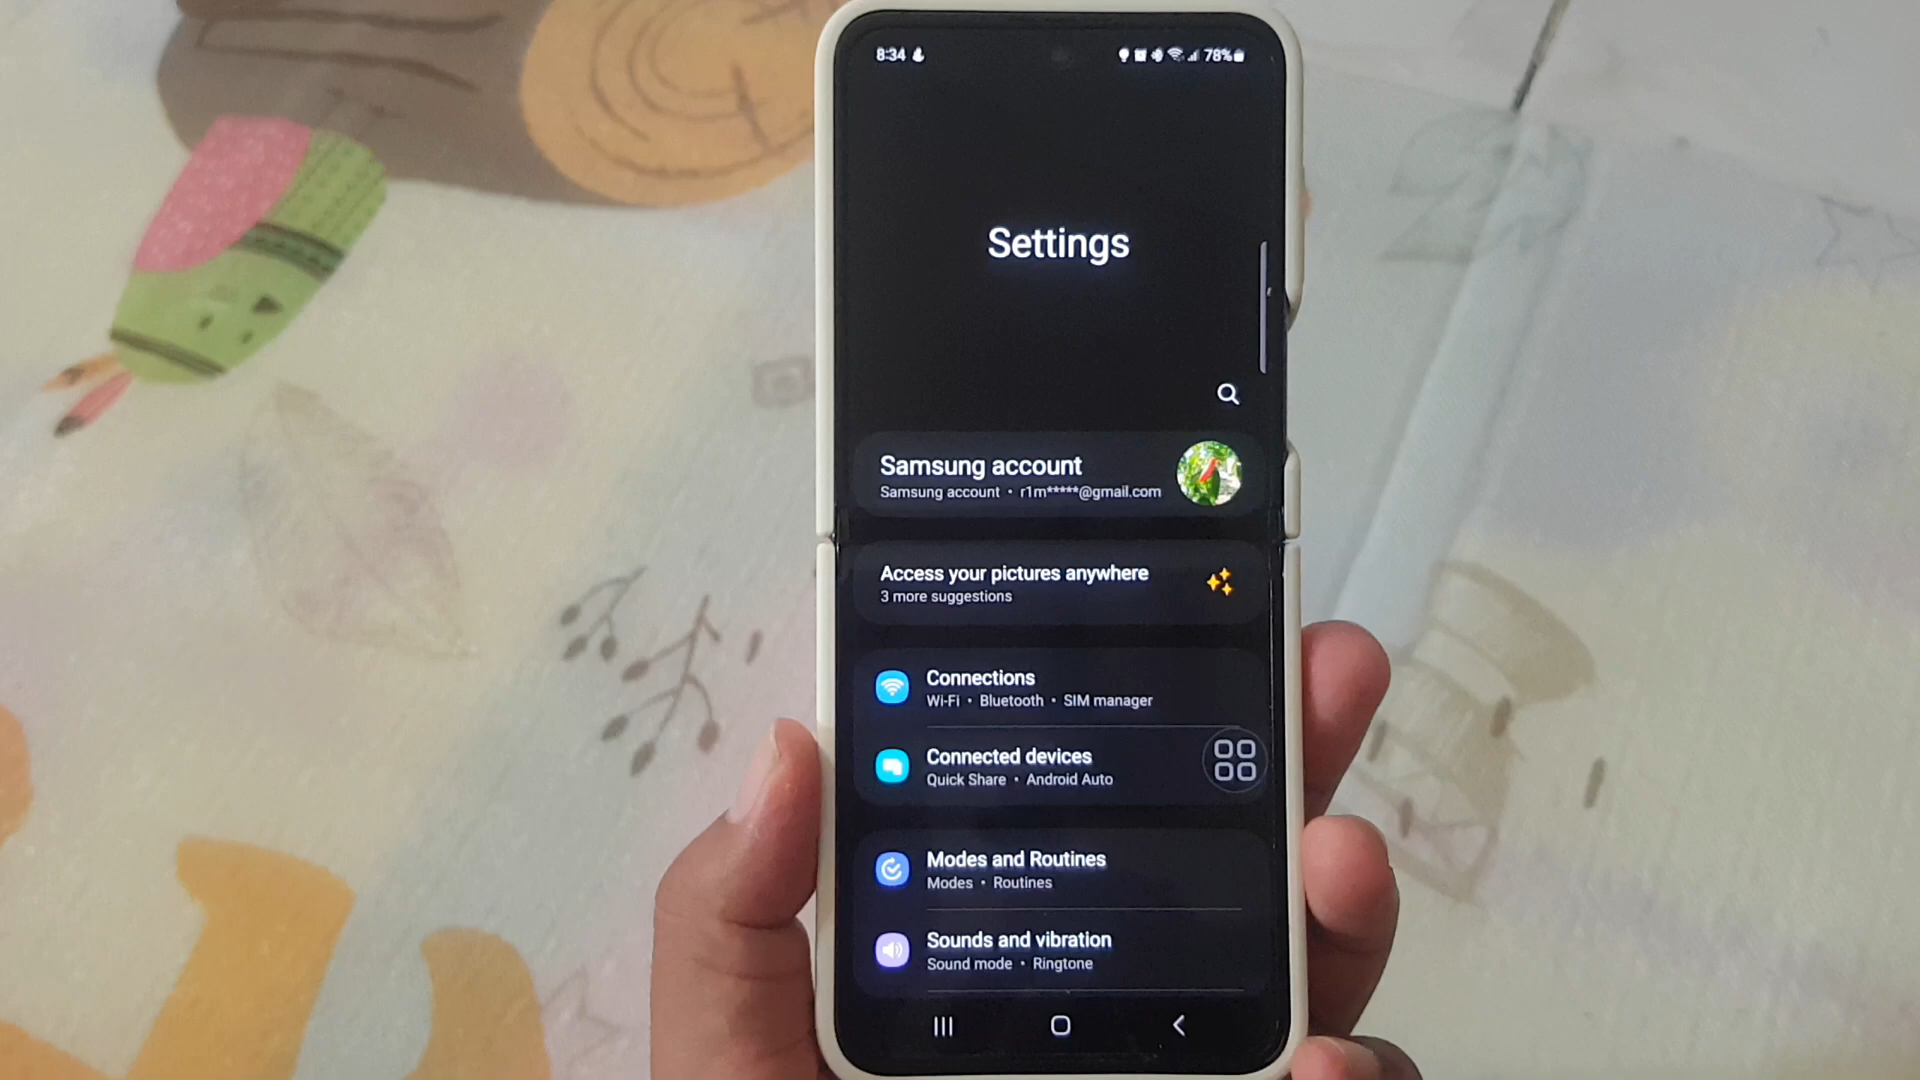 8:34 78%
Settings
Samsung account
Samsung account • r1m*****@gmail.com
Access your pictures anywhere
3 more suggestions
Connections
Wi-Fi • Bluetooth • SIM manager
Connected devices
Quick Share • Android Auto
Modes and Routines
Modes • Routines
Sounds and vibration
Sound mode • Ringtone